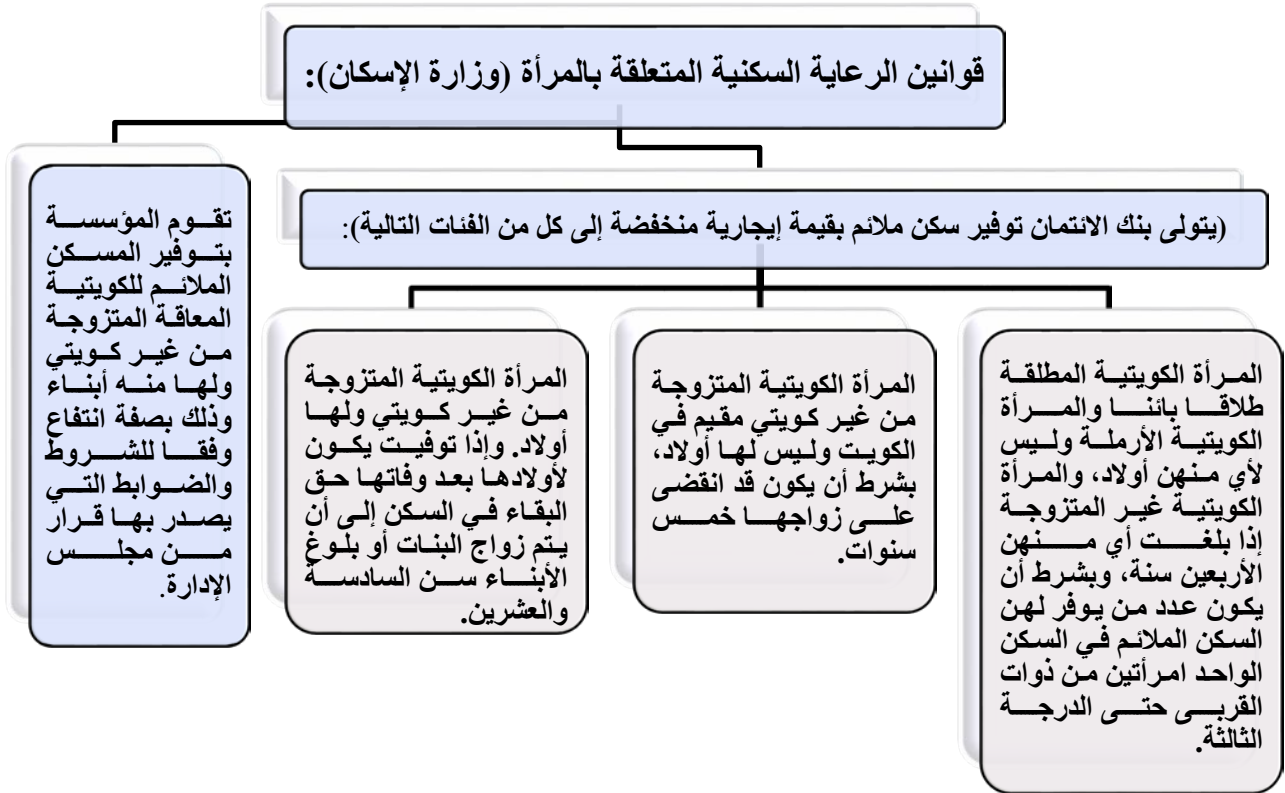 قوانين الرعاية السكنية المتعلقة بالمرأة (وزارة الإسكان):
(يتولى بنك الائتمان توفير سكن ملائم بقيمة إيجارية منخفضة إلى كل من الفئات التالية):
المرأة الكويتية المطلقة
طلاقا بائنا والمرأة
الكويتية الأرملة وليس
لأي منهن أولاد، والمرأة
الكويتية غير المتزوجة
إذا بلغت أي منهن
الأربعين سنة، وبشرط أن
يكون عدد من يوفر لهن
السكن الملائم في السكن
الواحد امرأتين من ذوات
القربى حتى الدرجة
الثالثة.
المرأة الكويتية المتزوجة
من غير كويتي مقيم في
الكويت وليس لها أولاد،
بشرط أن يكون قد انقضى
على زواجها خمس
سنوات.
المرأة الكويتية المتزوجة
من غير كويتي ولها
أولاد. وإذا توفيت يكون
لأولادها بعد وفاتها حق
البقاء في السكن إلى أن
يتم زواج البنات أو بلوغ
الأبناء سن السادسة
والعشرين.
تقوم المؤسسة
بتوفير المسكن
الملائم للكويتية
المعاقة المتزوجة
من غير كويتي
ولها منه أبناء
وذلك بصفة انتفاع
وفقا للشروط
والضوابط التي
يصدر بها قرار
من مجلس
الإدارة.